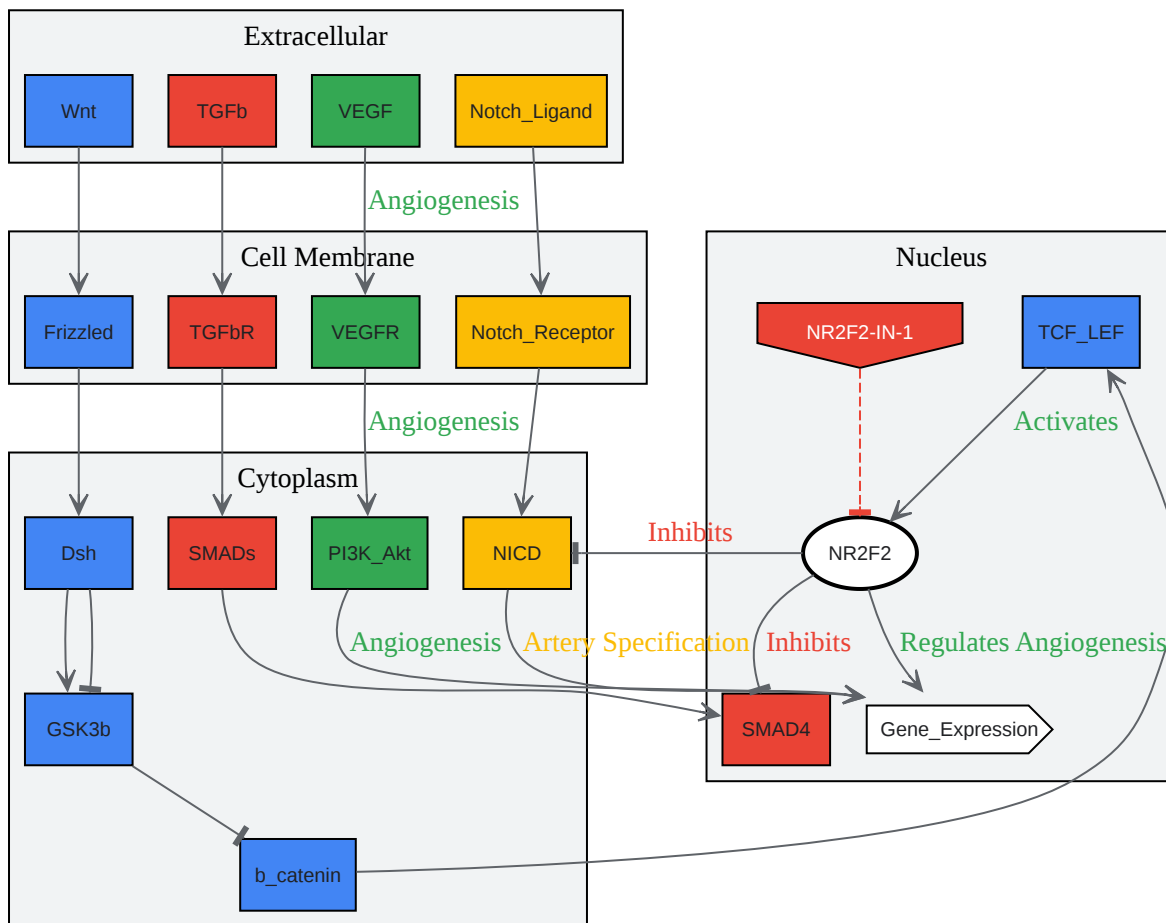 Extracellular
Wnt
TGFb
VEGF
Notch_Ligand
Angiogenesis
Cell Membrane
Nucleus
Frizzled
TGFbR
VEGFR
Notch_Receptor
NR2F2-IN-1
TCF_LEF
Angiogenesis
Activates
Cytoplasm
Dsh
SMADs
PI3K_Akt
NICD
Inhibits
NR2F2
Angiogenesis
Artery Specification
Inhibits
Regulates Angiogenesis
GSK3b
SMAD4
Gene_Expression
b_catenin